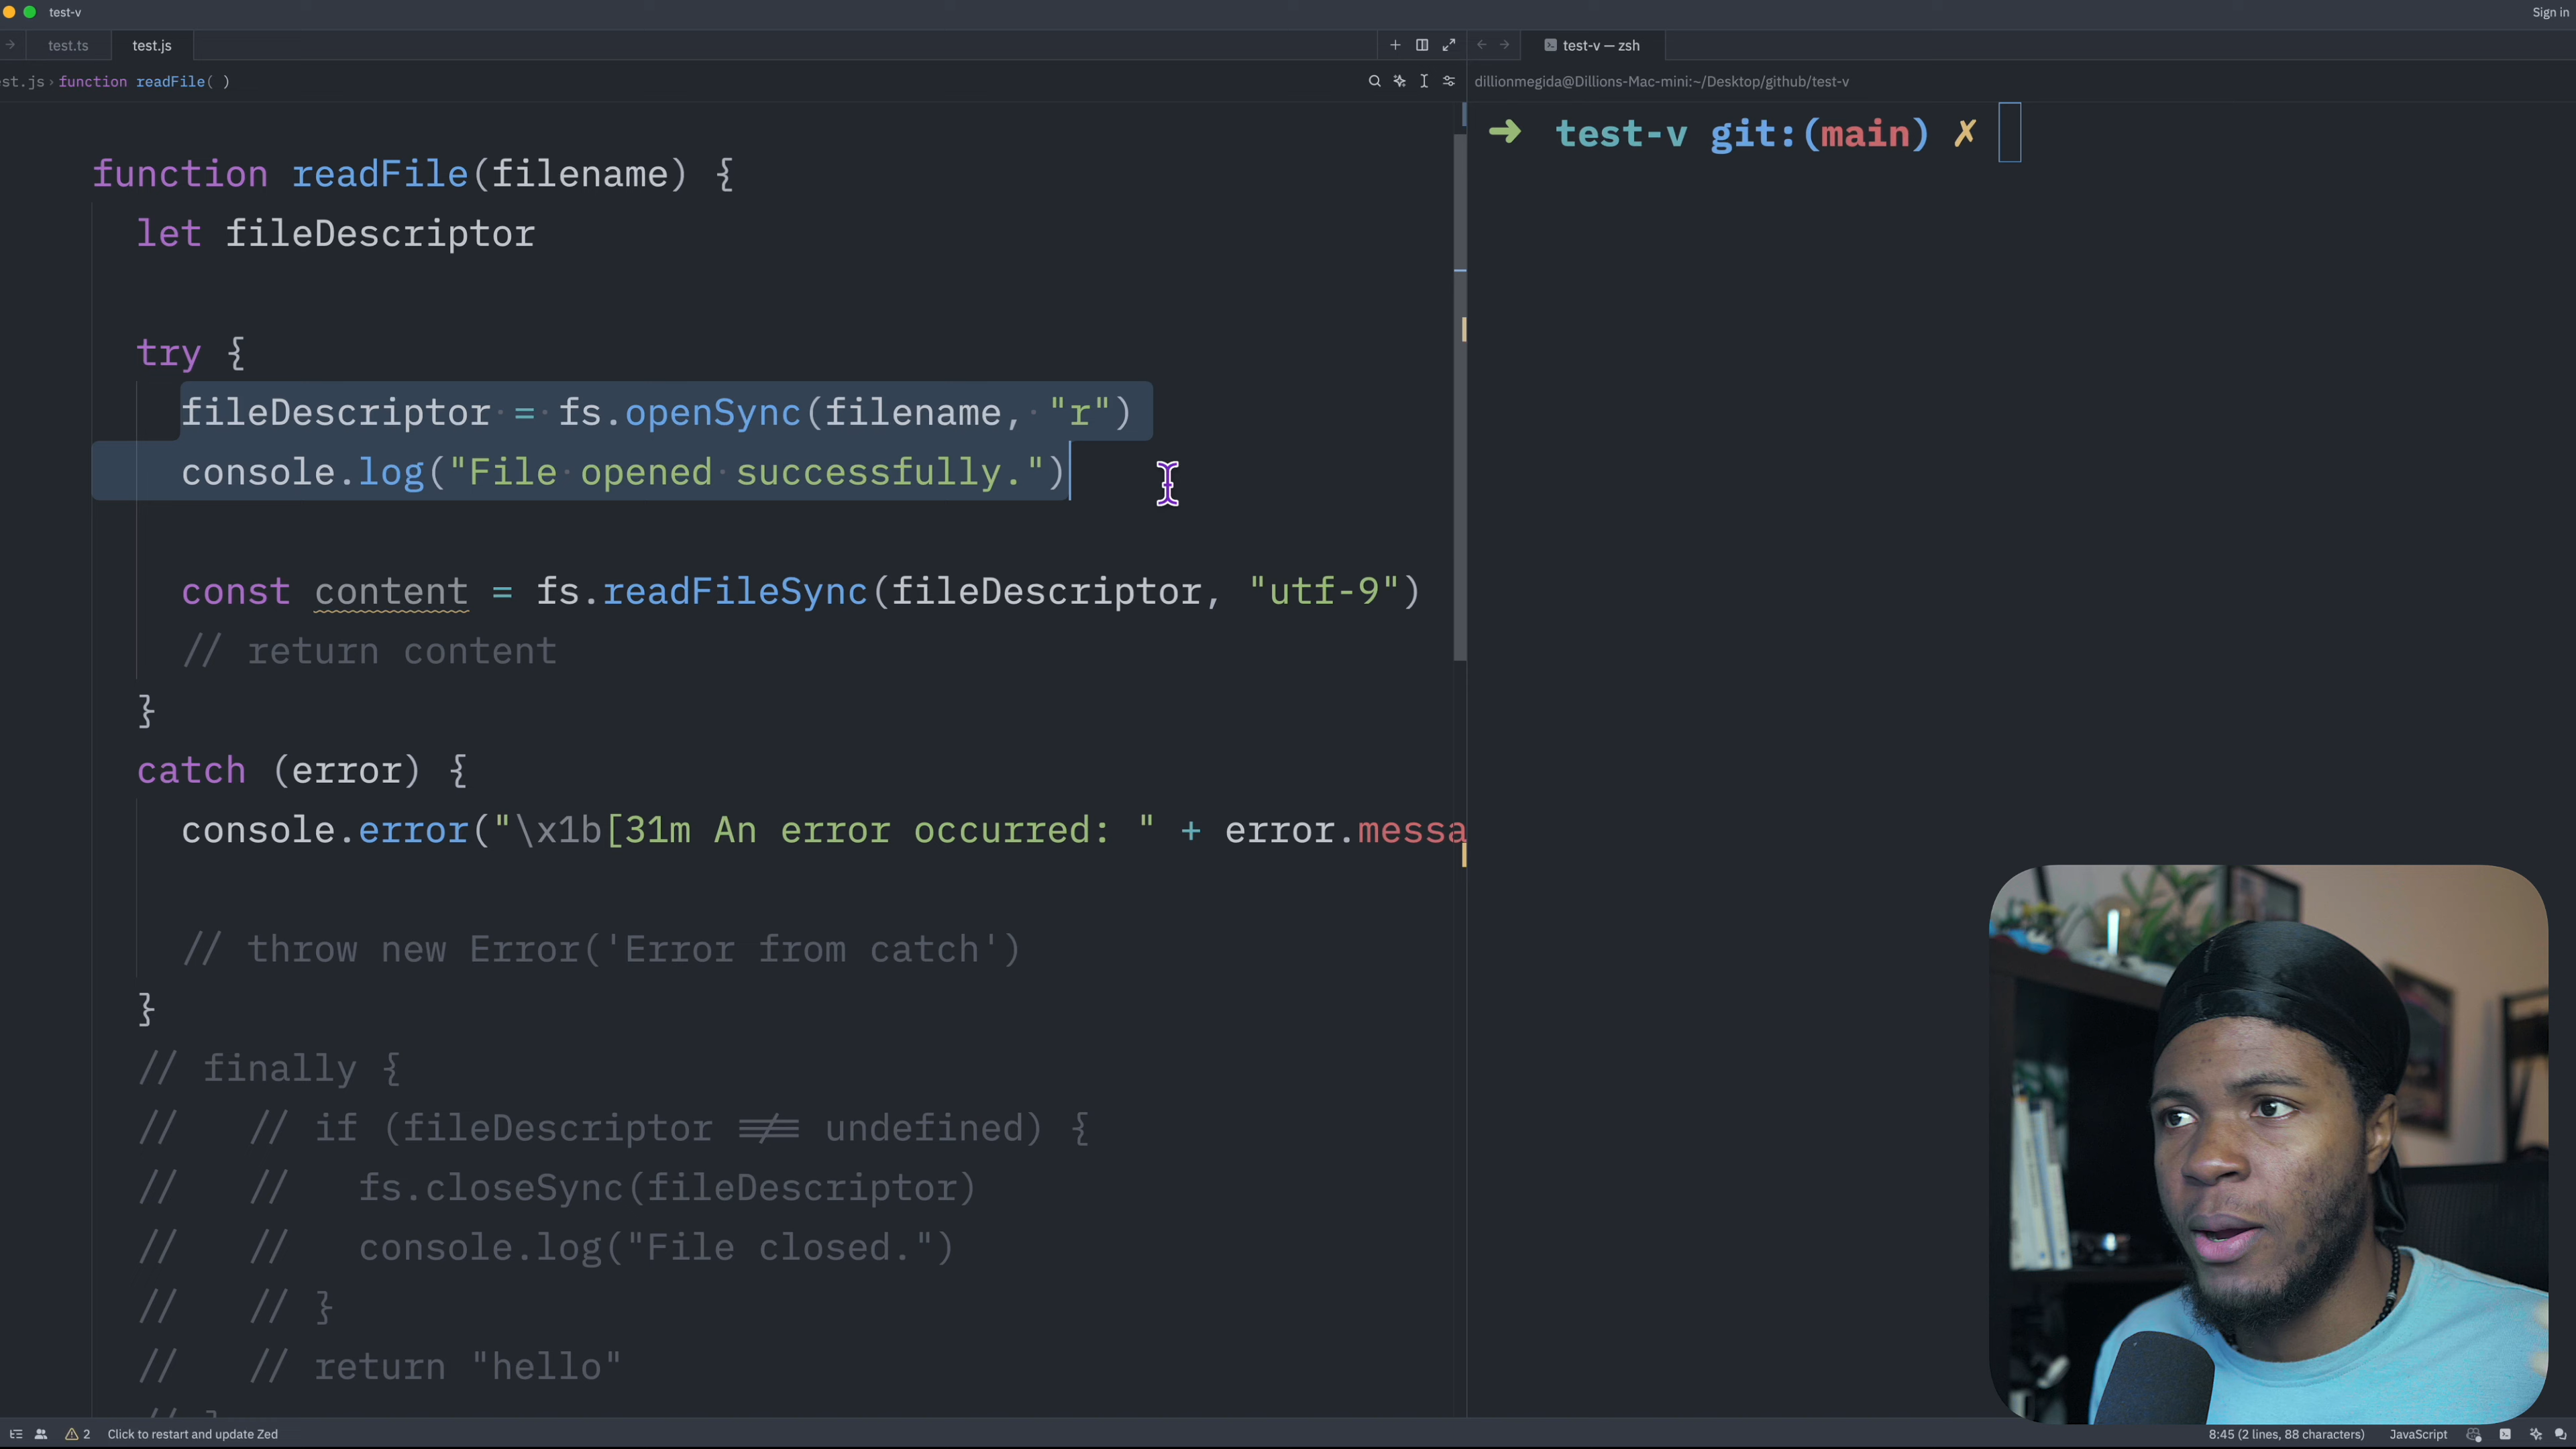 test-v
Sign in
test.ts
test.js
test-v — zsh
est.js › function readFile( )
dillionmegida@Dillions-Mac-mini:~/Desktop/github/test-v
➜ test-v git:(main) ✗
function readFile(filename) {
let fileDescriptor
try {
fileDescriptor = fs.openSync(filename, "r")
console.log("File opened successfully.")
const content = fs.readFileSync(fileDescriptor, "utf-9")
// return content
}
catch (error) {
console.error("\x1b[31m An error occurred: " + error.messa
// throw new Error('Error from catch')
}
// finally {
// // if (fileDescriptor !== undefined) {
// // fs.closeSync(fileDescriptor)
// // console.log("File closed.")
// // }
// // return "hello"
// }
2
Click to restart and update Zed
8:45 (2 lines, 88 characters)
JavaScript